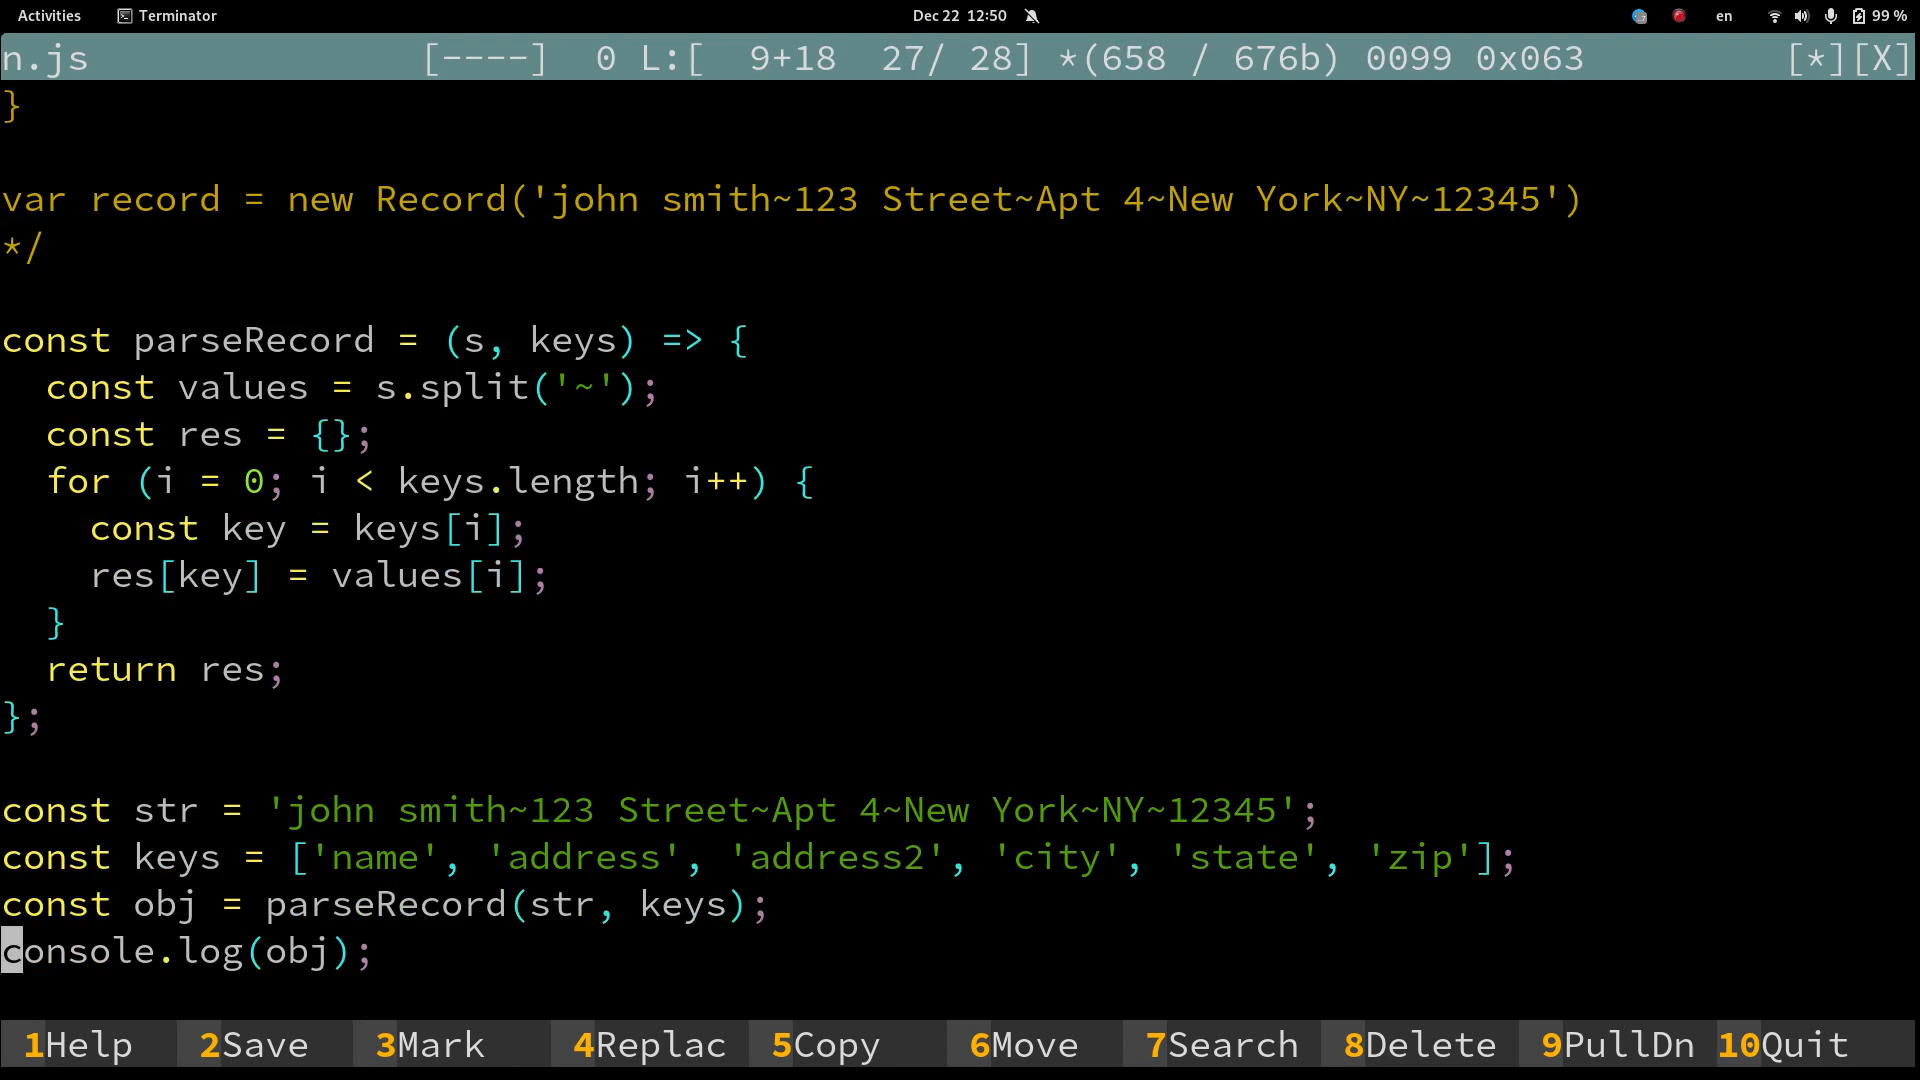 Activities Terminator Dec 22 12:50 en 99 %
n.js [----] 0 L:[ 9+18 27/ 28] *(658 / 676b) 0099 0x063 [*][X]
}
var record = new Record('john smith~123 Street~Apt 4~New York~NY~12345')
*/
const parseRecord = (s, keys) => {
  const values = s.split('~');
  const res = {};
  for (i = 0; i < keys.length; i++) {
    const key = keys[i];
    res[key] = values[i];
  }
  return res;
};
const str = 'john smith~123 Street~Apt 4~New York~NY~12345';
const keys = ['name', 'address', 'address2', 'city', 'state', 'zip'];
const obj = parseRecord(str, keys);
console.log(obj);
1Help 2Save 3Mark 4Replac 5Copy 6Move 7Search 8Delete 9PullDn 10Quit